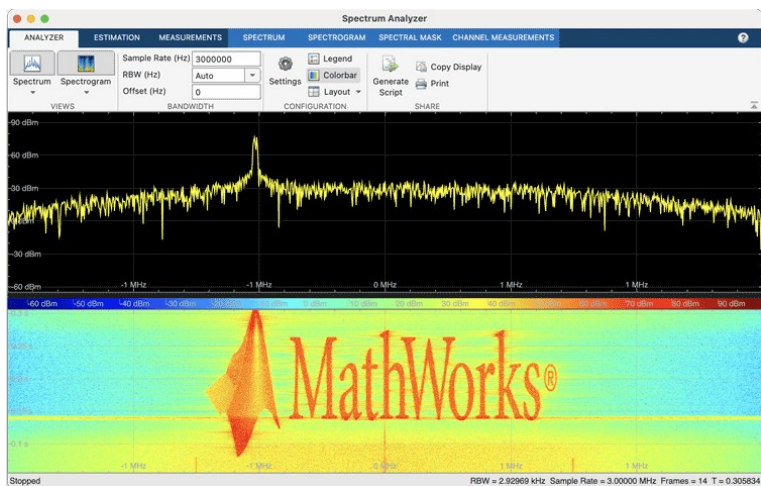 Spectrum Analyzer
ANALYZER ESTIMATION MEASUREMENTS SPECTRUM SPECTROGRAM SPECTRAL MASK CHANNEL MEASUREMENTS ?
Sample Rate (Hz) 3000000 Legend
Copy Display
RBW (Hz) Auto Colorbar
Spectrum Spectrogram Settings Generate Script Print
Offset (Hz) 0 Layout
VIEWS BANDWIDTH CONFIGURATION SHARE
90 dBm
60 dBm
30 dBm
-30 dBm
-60 dBm
-1 MHz -1 MHz 0 MHz 1 MHz 1 MHz
-60 dBm -50 dBm -40 dBm -30 dBm 70 dBm 80 dBm 90 dBm
MathWorks®
-0.1 s
-1 MHz -1 MHz 0 MHz 1 MHz 1 MHz
Stopped RBW = 2.92969 kHz Sample Rate = 3.00000 MHz Frames = 14 T = 0.305834